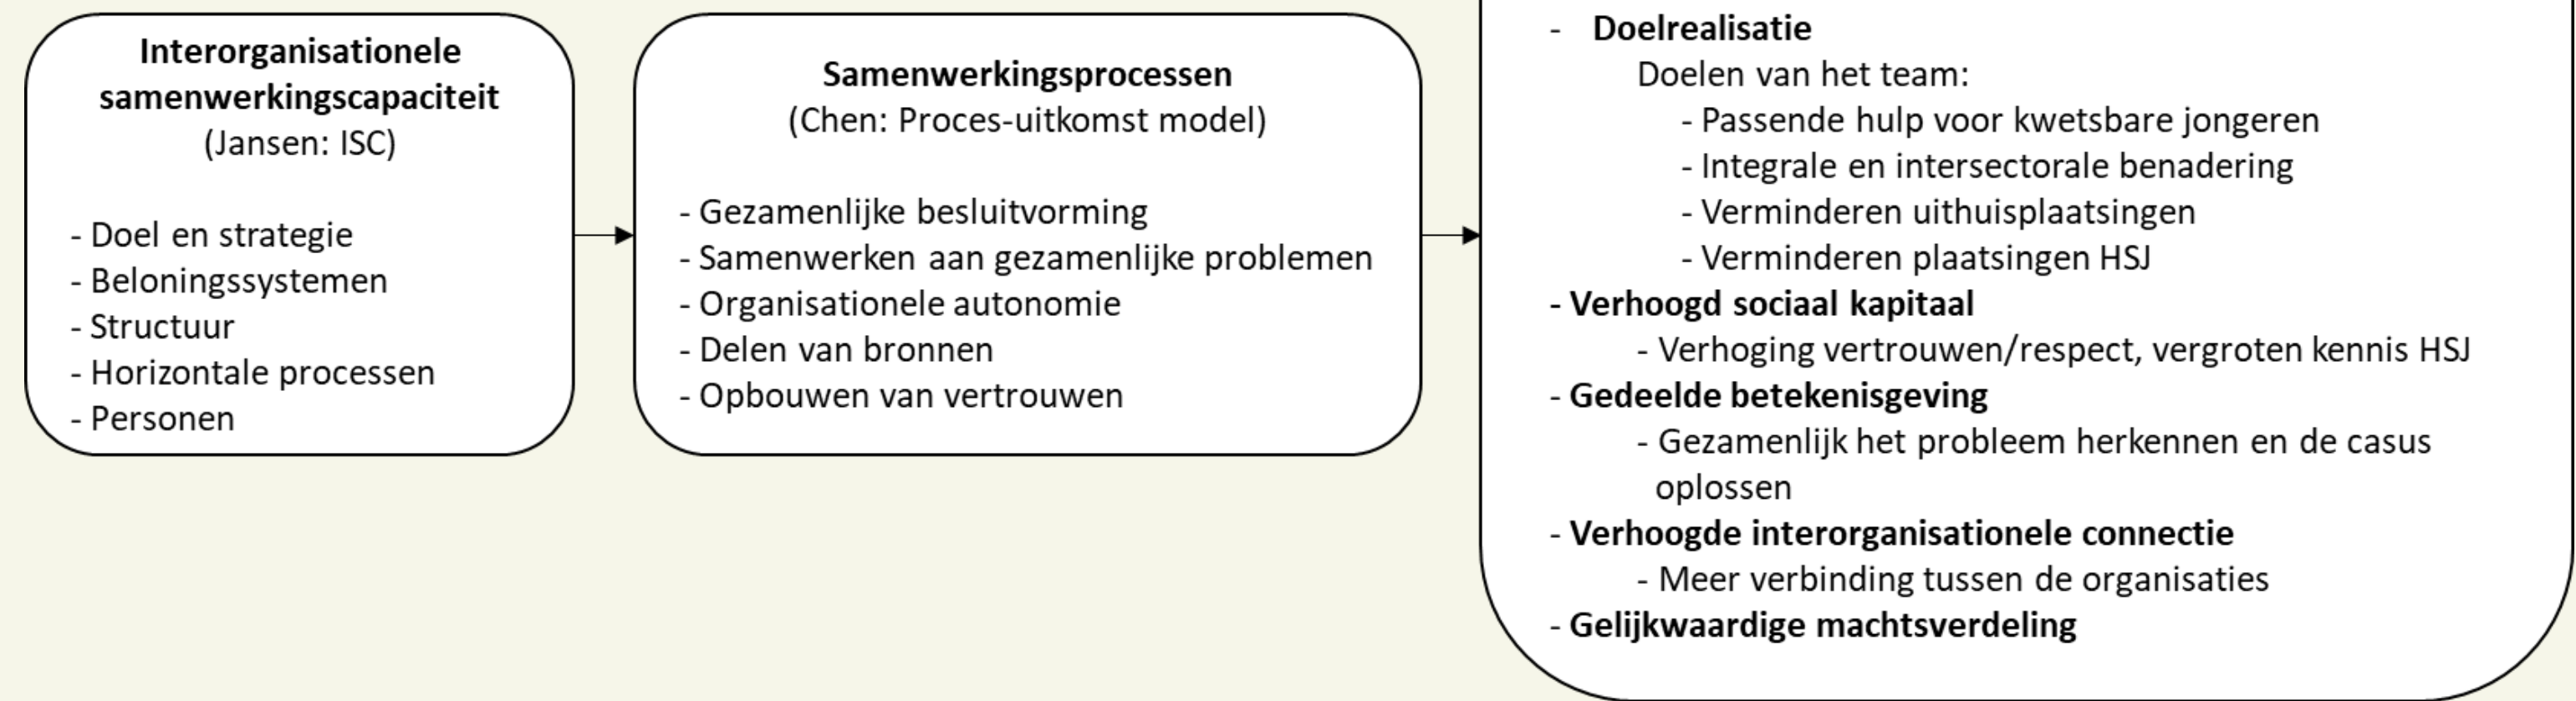 Interorganisationele
samenwerkingscapaciteit
(Jansen: ISC)
- Doel en strategie
- Beloningssystemen
- Structuur
- Horizontale processen
- Personen
Samenwerkingsprocessen
(Chen: Proces-uitkomst model)
- Gezamenlijke besluitvorming
- Samenwerken aan gezamenlijke problemen
- Organisationele autonomie
- Delen van bronnen
- Opbouwen van vertrouwen
- Doelrealisatie
Doelen van het team:
- Passende hulp voor kwetsbare jongeren
- Integrale en intersectorale benadering
- Verminderen uithuisplaatsingen
- Verminderen plaatsingen HSJ
- Verhoogd sociaal kapitaal
- Verhoging vertrouwen/respect, vergroten kennis HSJ
- Gedeelde betekenisgeving
- Gezamenlijk het probleem herkennen en de casus
oplossen
- Verhoogde interorganisationele connectie
- Meer verbinding tussen de organisaties
- Gelijkwaardige machtsverdeling